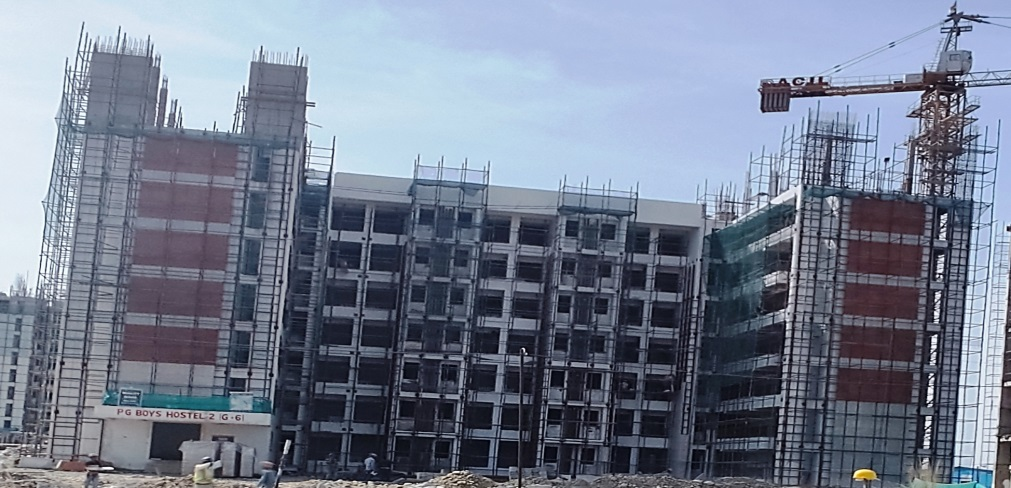 ACIL
PG BOYS HOSTEL-2 (G+6)